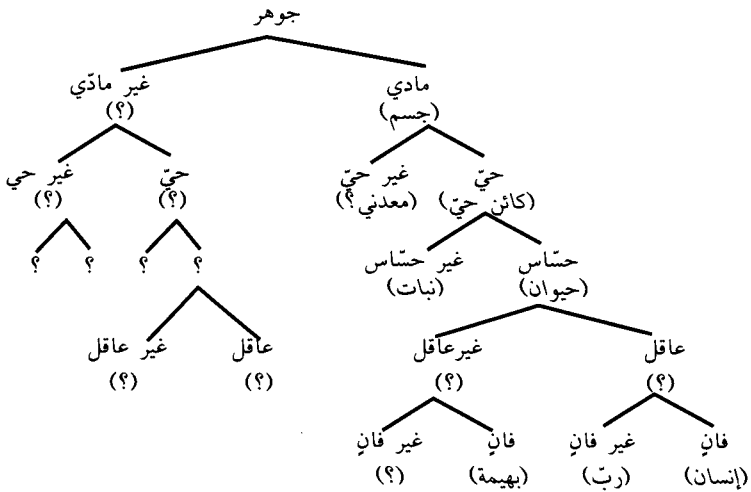 جوهر
مادي غير مادّي
(جسم) (؟)
حيّ غير حيّ حيّ غير حي
(كائن حيّ) (معدني؟) (؟) (؟)
حسّاس غير حسّاس ؟ ؟ ؟ ؟
(حيوان) (نبات)
عاقل غيرعاقل عاقل غير عاقل
(؟) (؟) (؟) (؟)
فانٍ غير فانٍ فانٍ غير فانٍ
(إنسان) (ربّ) (بهيمة) (؟)